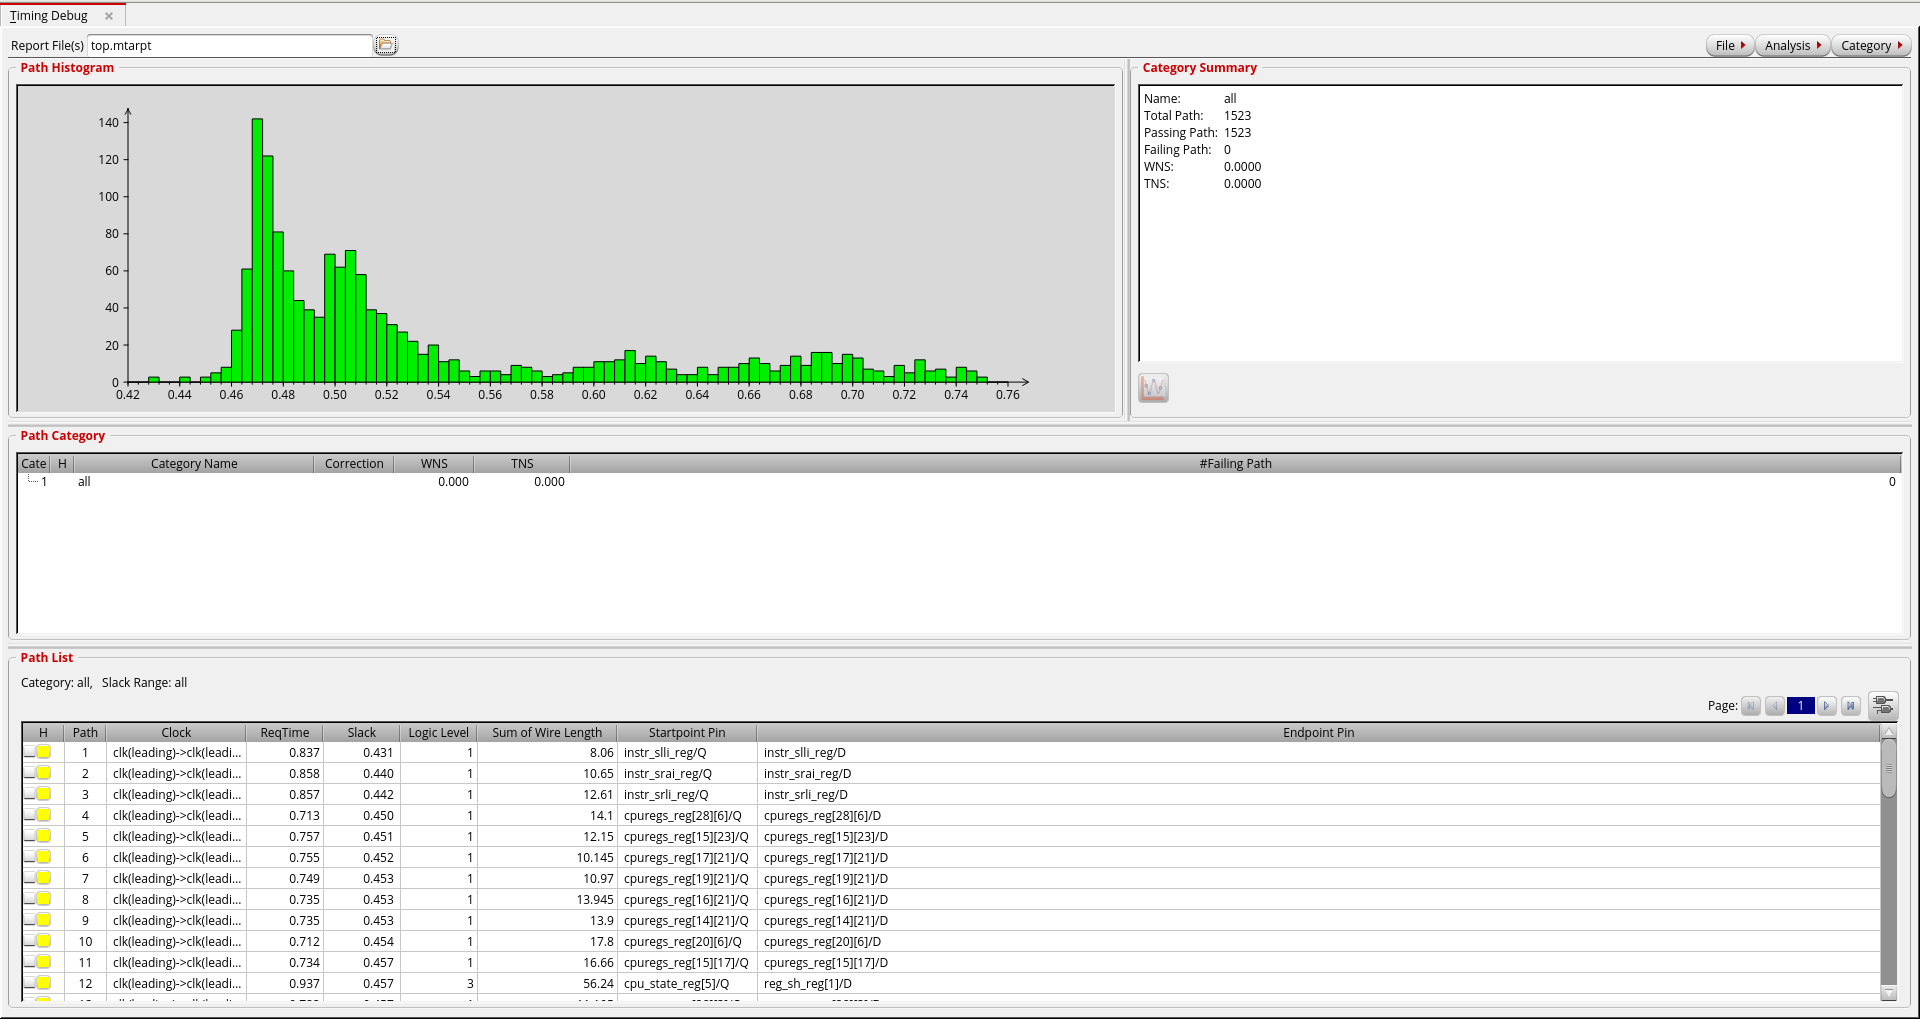 Timing Debug
Report File(s) top.mtarpt File Analysis Category
Path Histogram
140
120
100
80
60
40
20
0
0.42 0.44 0.46 0.48 0.50 0.52 0.54 0.56 0.58 0.60 0.62 0.64 0.66 0.68 0.70 0.72 0.74 0.76
Category Summary
Name: all
Total Path: 1523
Passing Path: 1523
Failing Path: 0
WNS: 0.0000
TNS: 0.0000
Path Category
Cate H Category Name Correction WNS TNS #Failing Path
1 all 0.000 0.000 0
Path List
Category: all, Slack Range: all
Page: 1
H Path Clock ReqTime Slack Logic Level Sum of Wire Length Startpoint Pin Endpoint Pin
1 clk(leading)->clk(leadi... 0.837 0.431 1 8.06 instr_slli_reg/Q instr_slli_reg/D
2 clk(leading)->clk(leadi... 0.858 0.440 1 10.65 instr_srai_reg/Q instr_srai_reg/D
3 clk(leading)->clk(leadi... 0.857 0.442 1 12.61 instr_srli_reg/Q instr_srli_reg/D
4 clk(leading)->clk(leadi... 0.713 0.450 1 14.1 cpuregs_reg[28][6]/Q cpuregs_reg[28][6]/D
5 clk(leading)->clk(leadi... 0.757 0.451 1 12.15 cpuregs_reg[15][23]/Q cpuregs_reg[15][23]/D
6 clk(leading)->clk(leadi... 0.755 0.452 1 10.145 cpuregs_reg[17][21]/Q cpuregs_reg[17][21]/D
7 clk(leading)->clk(leadi... 0.749 0.453 1 10.97 cpuregs_reg[19][21]/Q cpuregs_reg[19][21]/D
8 clk(leading)->clk(leadi... 0.735 0.453 1 13.945 cpuregs_reg[16][21]/Q cpuregs_reg[16][21]/D
9 clk(leading)->clk(leadi... 0.735 0.453 1 13.9 cpuregs_reg[14][21]/Q cpuregs_reg[14][21]/D
10 clk(leading)->clk(leadi... 0.712 0.454 1 17.8 cpuregs_reg[20][6]/Q cpuregs_reg[20][6]/D
11 clk(leading)->clk(leadi... 0.734 0.457 1 16.66 cpuregs_reg[15][17]/Q cpuregs_reg[15][17]/D
12 clk(leading)->clk(leadi... 0.937 0.457 3 56.24 cpu_state_reg[5]/Q reg_sh_reg[1]/D